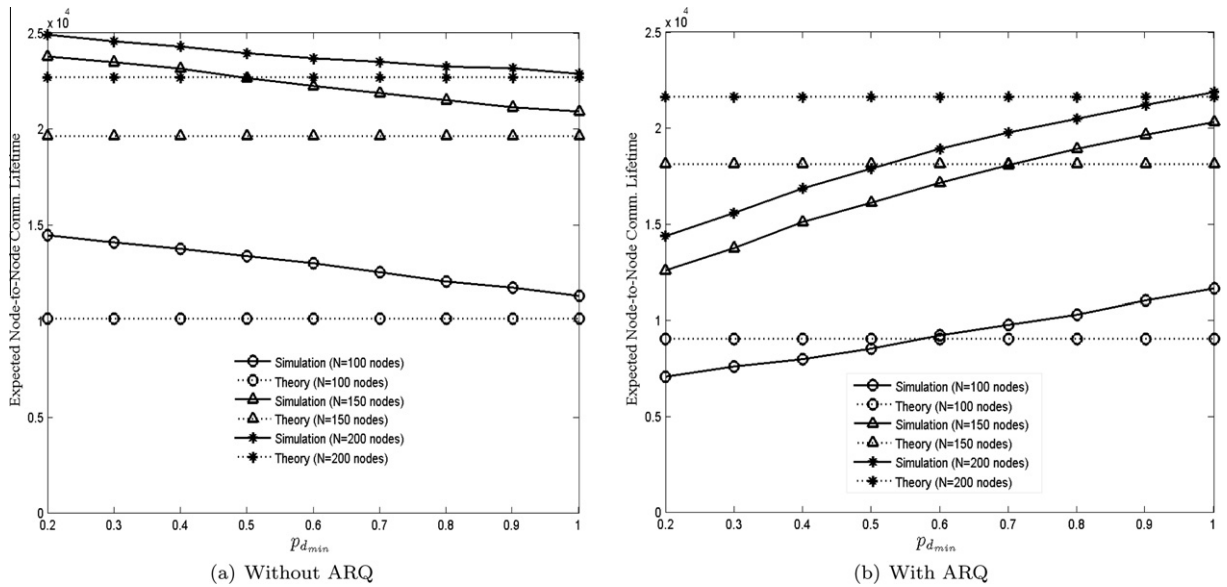 x 10^4
2.5
2
1.5
1
0.5
0
Expected Node-to-Node Comm. Lifetime
Simulation (N=100 nodes)
Theory (N=100 nodes)
Simulation (N=150 nodes)
Theory (N=150 nodes)
Simulation (N=200 nodes)
Theory (N=200 nodes)
0.2 0.3 0.4 0.5 0.6 0.7 0.8 0.9 1
p_{d_{min}}
(a) Without ARQ
x 10^4
2.5
2
1.5
1
0.5
0
Expected Node-to-Node Comm. Lifetime
Simulation (N=100 nodes)
Theory (N=100 nodes)
Simulation (N=150 nodes)
Theory (N=150 nodes)
Simulation (N=200 nodes)
Theory (N=200 nodes)
0.2 0.3 0.4 0.5 0.6 0.7 0.8 0.9 1
p_{d_{min}}
(b) With ARQ